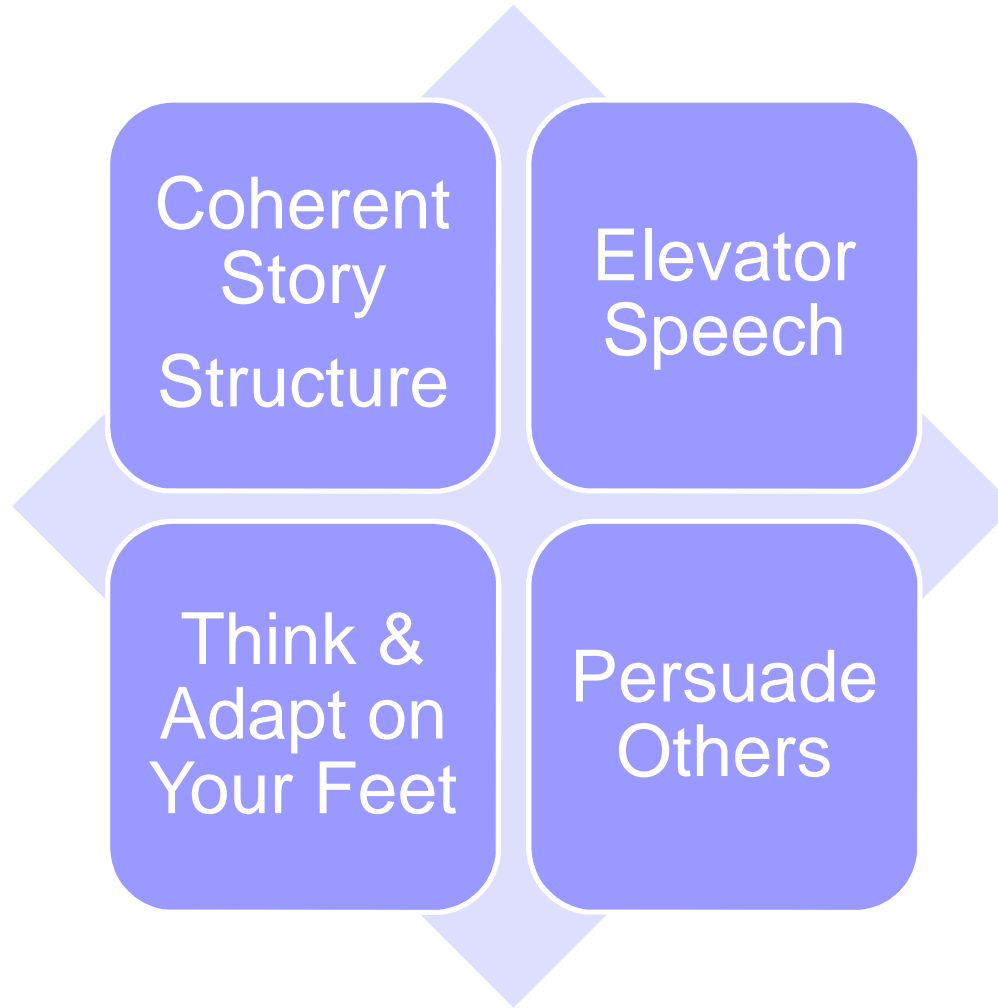 Coherent
Story
Structure
Elevator
Speech
Think &
Adapt on
Your Feet
Persuade
Others